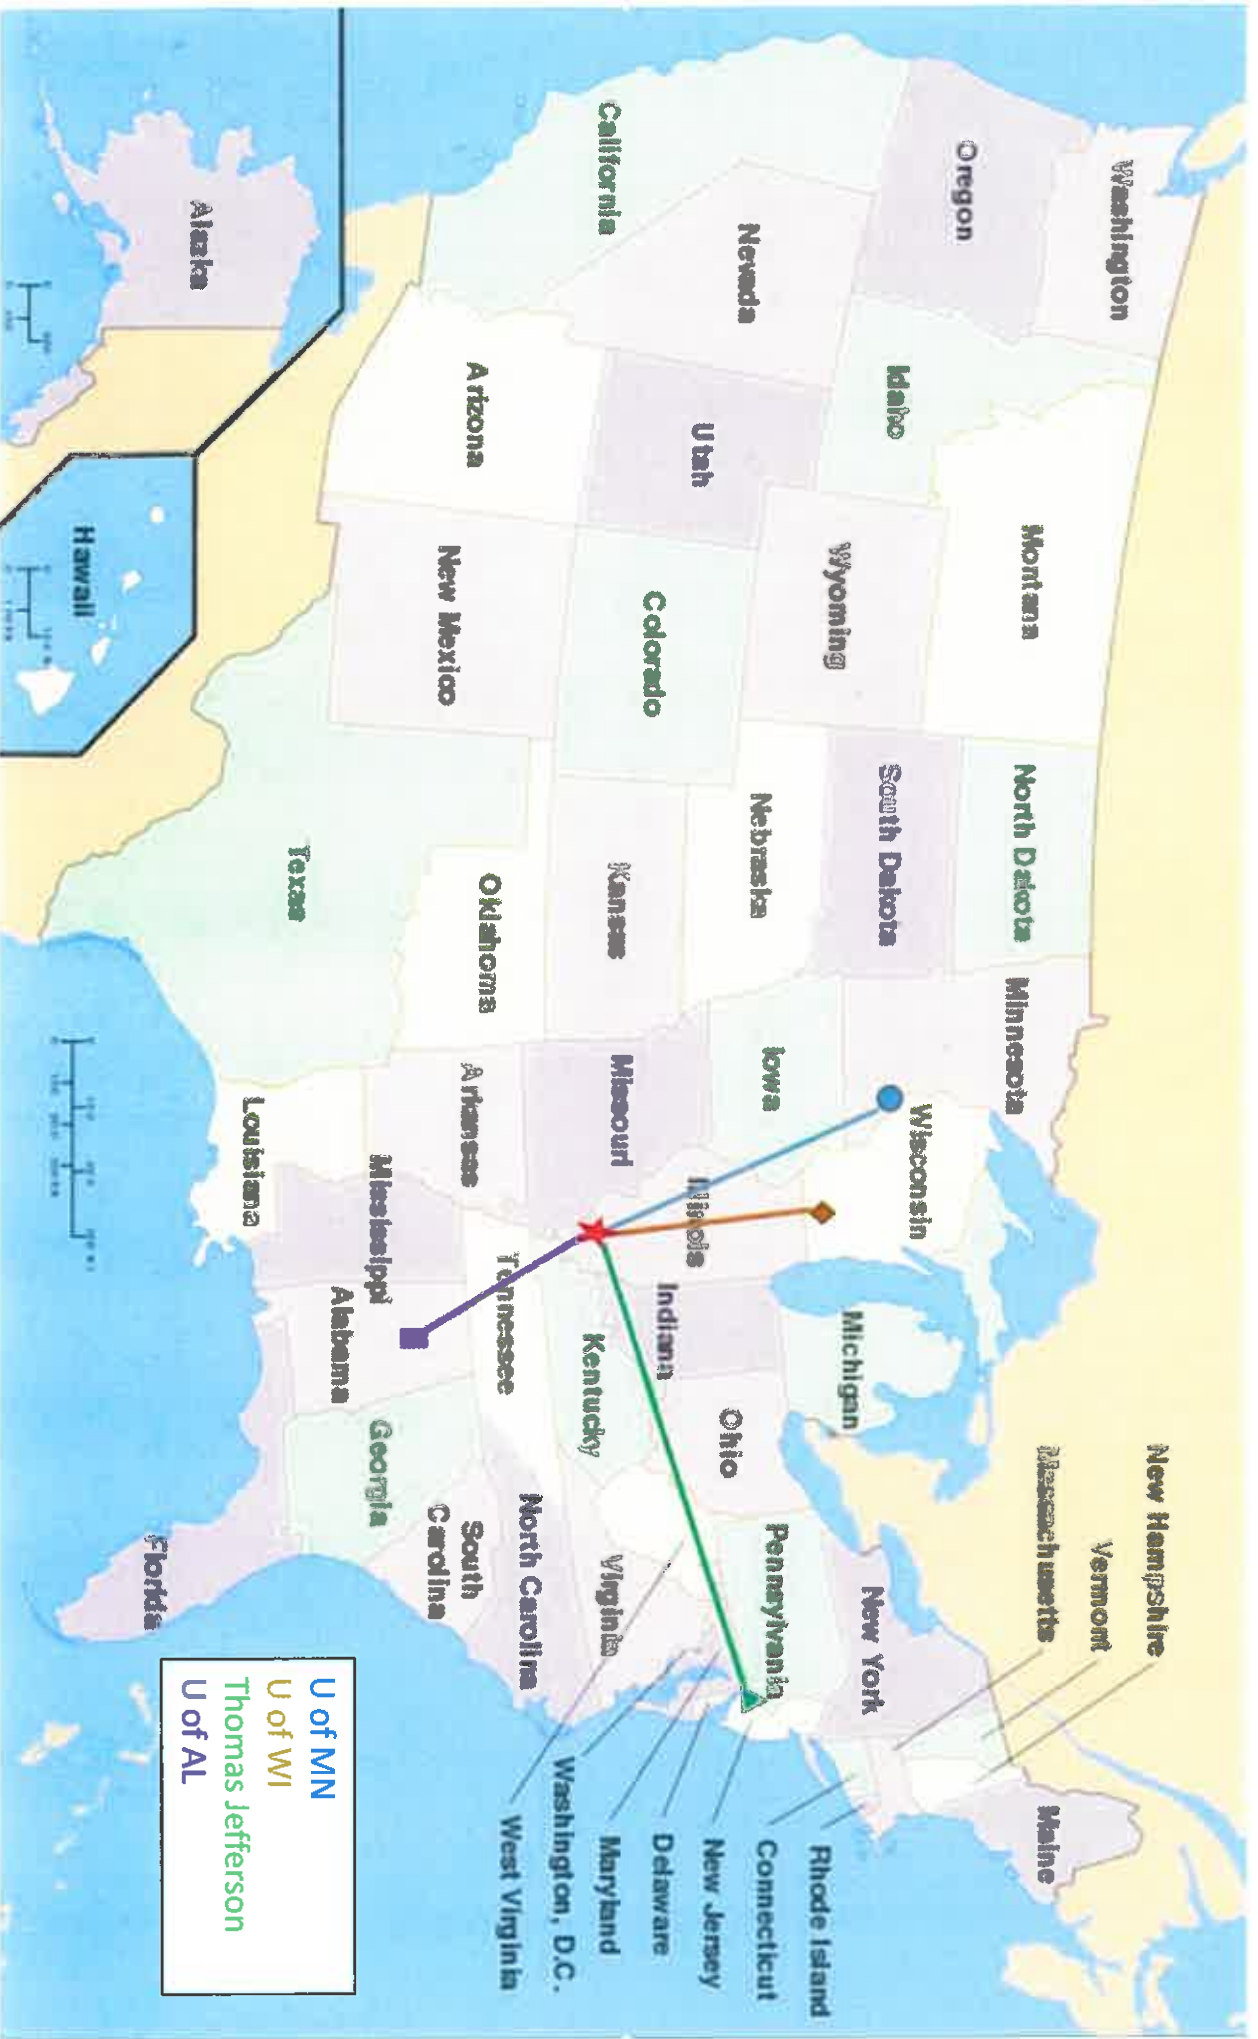 Washington
Oregon
California
Nevada
Idaho
Montana
Wyoming
Utah
Arizona
Colorado
New Mexico
North Dakota
South Dakota
Nebraska
Kansas
Oklahoma
Texas
Minnesota
Iowa
Missouri
Arkansas
Louisiana
Wisconsin
Illinois
Michigan
Indiana
Ohio
Kentucky
Tennessee
Mississippi
Alabama
Georgia
Florida
South
Carolina
North Carolina
Virginia
Pennsylvania
New York
New Hampshire
Vermont
Massachusetts
Maine
Rhode Island
Connecticut
New Jersey
Delaware
Maryland
Washington, D.C.
West Virginia
Alaska
Hawaii
U of MN
U of WI
Thomas Jefferson
U of AL